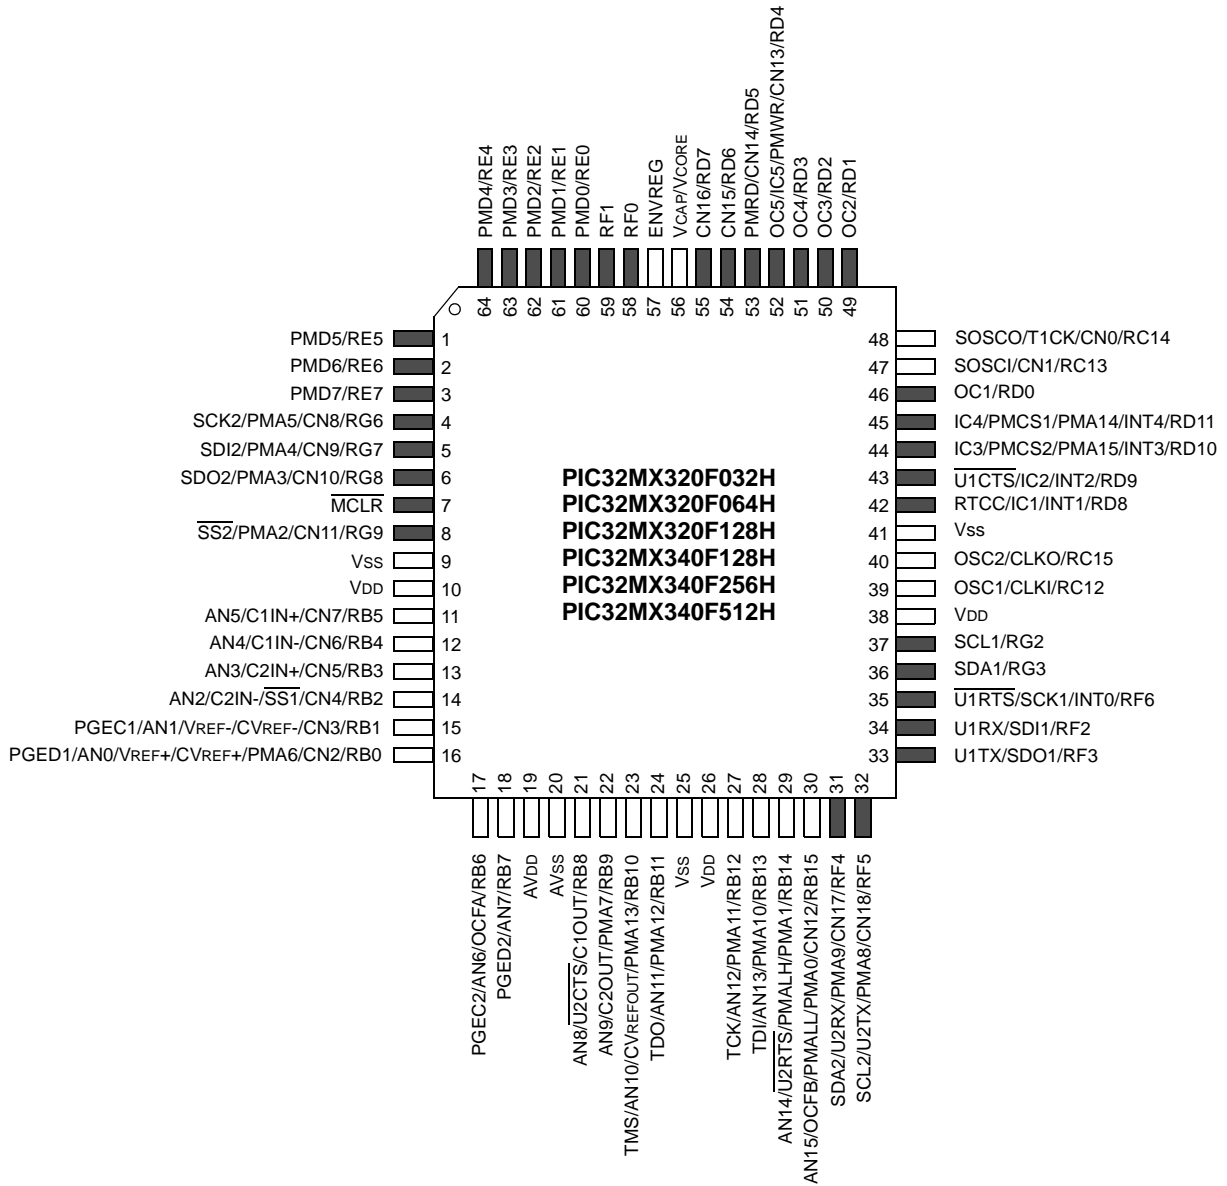 PMD4/RE4
PMD3/RE3
PMD2/RE2
PMD1/RE1
PMD0/RE0
RF1
RF0
ENVREG
VCAP/VCORE
CN16/RD7
CN15/RD6
PMRD/CN14/RD5
OC5/IC5/PMWR/CN13/RD4
OC4/RD3
OC3/RD2
OC2/RD1
64
63
62
61
60
59
58
57
56
55
54
53
52
51
50
49
PMD5/RE5 1
PMD6/RE6 2
PMD7/RE7 3
SCK2/PMA5/CN8/RG6 4
SDI2/PMA4/CN9/RG7 5
SDO2/PMA3/CN10/RG8 6
MCLR 7
SS2/PMA2/CN11/RG9 8
VSS 9
VDD 10
AN5/C1IN+/CN7/RB5 11
AN4/C1IN-/CN6/RB4 12
AN3/C2IN+/CN5/RB3 13
AN2/C2IN-/SS1/CN4/RB2 14
PGEC1/AN1/VREF-/CVREF-/CN3/RB1 15
PGED1/AN0/VREF+/CVREF+/PMA6/CN2/RB0 16
PIC32MX320F032H
PIC32MX320F064H
PIC32MX320F128H
PIC32MX340F128H
PIC32MX340F256H
PIC32MX340F512H
48 SOSCO/T1CK/CN0/RC14
47 SOSCI/CN1/RC13
46 OC1/RD0
45 IC4/PMCS1/PMA14/INT4/RD11
44 IC3/PMCS2/PMA15/INT3/RD10
43 U1CTS/IC2/INT2/RD9
42 RTCC/IC1/INT1/RD8
41 Vss
40 OSC2/CLKO/RC15
39 OSC1/CLKI/RC12
38 VDD
37 SCL1/RG2
36 SDA1/RG3
35 U1RTS/SCK1/INT0/RF6
34 U1RX/SDI1/RF2
33 U1TX/SDO1/RF3
17
18
19
20
21
22
23
24
25
26
27
28
29
30
31
32
PGEC2/AN6/OCFA/RB6
PGED2/AN7/RB7
AVDD
AVSS
AN8/U2CTS/C1OUT/RB8
AN9/C2OUT/PMA7/RB9
TMS/AN10/CVREFOUT/PMA13/RB10
TDO/AN11/PMA12/RB11
VSS
VDD
TCK/AN12/PMA11/RB12
TDI/AN13/PMA10/RB13
AN14/U2RTS/PMALH/PMA1/RB14
AN15/OCFB/PMALL/PMA0/CN12/RB15
SDA2/U2RX/PMA9/CN17/RF4
SCL2/U2TX/PMA8/CN18/RF5